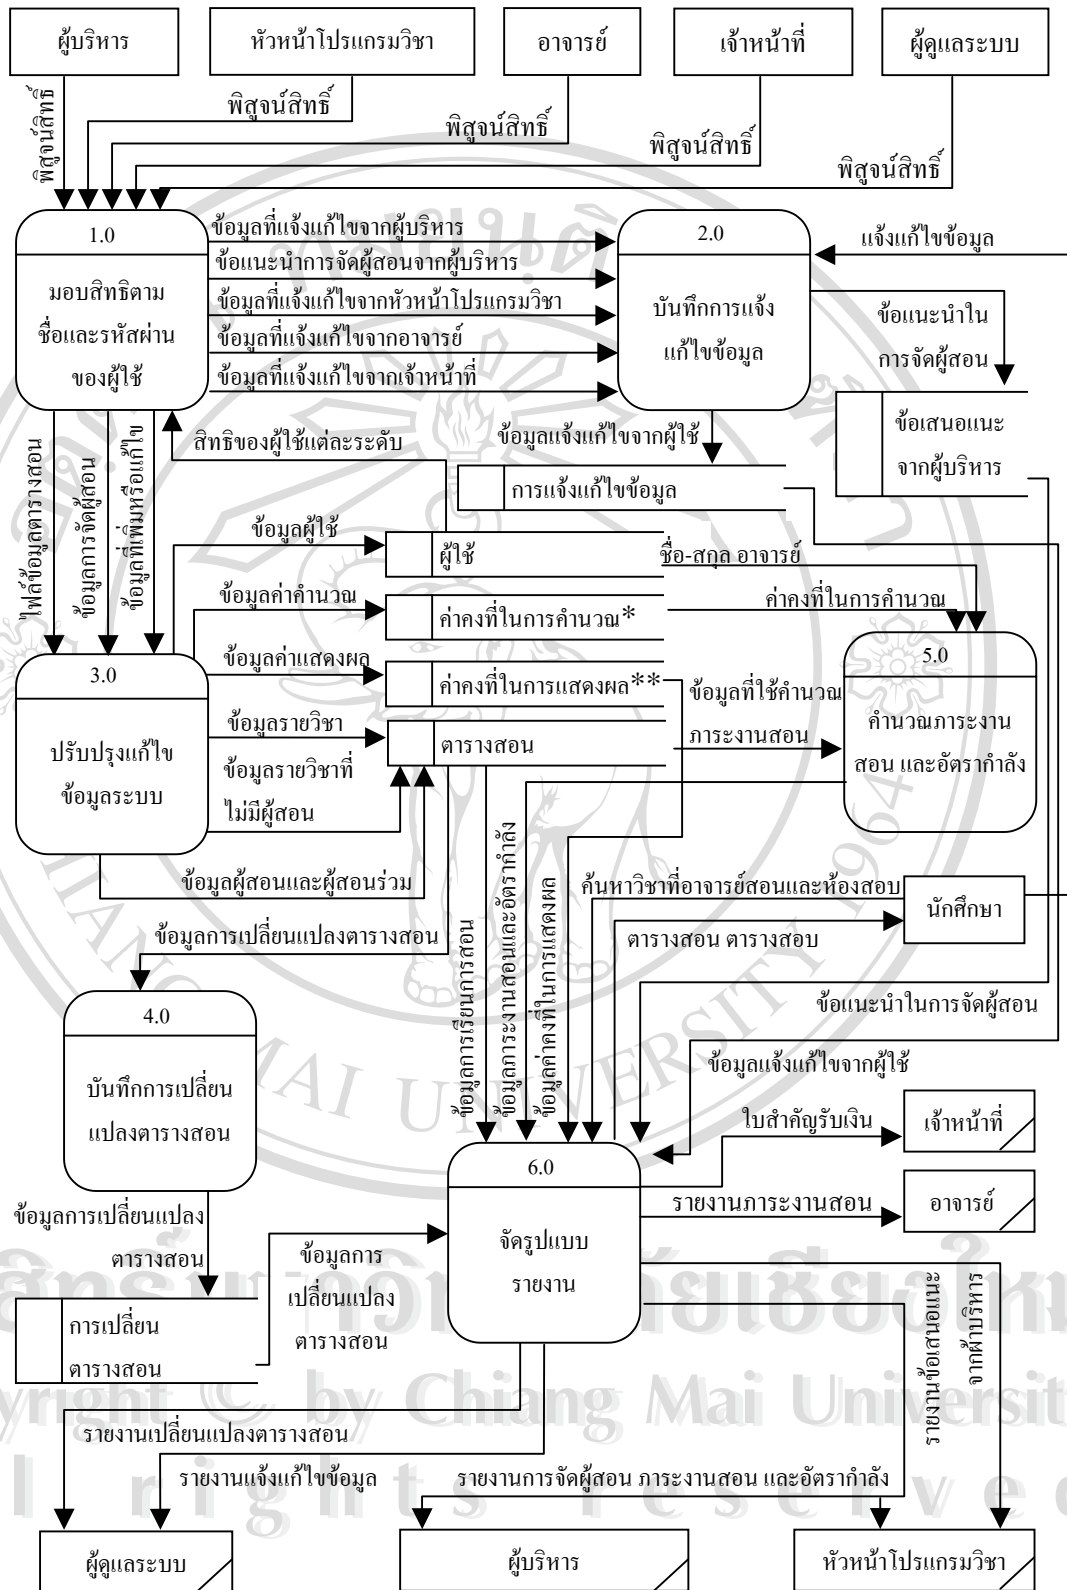 ผู้บริหาร
หัวหน้าโปรแกรมวิชา
อาจารย์
เจ้าหน้าที่
ผู้ดูแลระบบ
พิสูจน์สิทธิ์
พิสูจน์สิทธิ์
พิสูจน์สิทธิ์
พิสูจน์สิทธิ์
พิสูจน์สิทธิ์
1.0
มอบสิทธิตาม
ชื่อและรหัสผ่าน
ของผู้ใช้
ข้อมูลที่แจ้งแก้ไขจากผู้บริหาร
ข้อแนะนำการจัดผู้สอนจากผู้บริหาร
ข้อมูลที่แจ้งแก้ไขจากหัวหน้าโปรแกรมวิชา
ข้อมูลที่แจ้งแก้ไขจากอาจารย์
ข้อมูลที่แจ้งแก้ไขจากเจ้าหน้าที่
2.0
บันทึกการแจ้ง
แก้ไขข้อมูล
แจ้งแก้ไขข้อมูล
ข้อแนะนำใน
การจัดผู้สอน
ข้อเสนอแนะ
จากผู้บริหาร
ข้อมูลแจ้งแก้ไขจากผู้ใช้
การแจ้งแก้ไขข้อมูล
สิทธิของผู้ใช้แต่ละระดับ
ไฟล์ข้อมูลตารางสอน
ข้อมูลการจัดผู้สอน
ข้อมูลที่เพิ่มหรือแก้ไข
ข้อมูลผู้ใช้
ผู้ใช้
ชื่อ-สกุล อาจารย์
ข้อมูลค่าคำนวณ
ค่าคงที่ในการคำนวณ*
ค่าคงที่ในการคำนวณ
3.0
ปรับปรุงแก้ไข
ข้อมูลระบบ
ข้อมูลค่าแสดงผล
ค่าคงที่ในการแสดงผล**
ข้อมูลรายวิชา
ตารางสอน
ข้อมูลที่ใช้คำนวณ
ภาระงานสอน
5.0
คำนวณภาระงาน
สอน และอัตรากำลัง
ข้อมูลรายวิชาที่
ไม่มีผู้สอน
ข้อมูลผู้สอนและผู้สอนร่วม
ข้อมูลการเปลี่ยนแปลงตารางสอน
ข้อมูลการเรียนการสอน
ข้อมูลภาระงานสอนและอัตรากำลัง
ข้อมูลค่าคงที่ในการแสดงผล
ค้นหาวิชาที่อาจารย์สอนและห้องสอบ
ตารางสอน ตารางสอบ
นักศึกษา
4.0
บันทึกการเปลี่ยน
แปลงตารางสอน
ข้อแนะนำในการจัดผู้สอน
ข้อมูลแจ้งแก้ไขจากผู้ใช้
6.0
จัดรูปแบบ
รายงาน
ใบสำคัญรับเงิน
เจ้าหน้าที่
รายงานภาระงานสอน
อาจารย์
ข้อมูลการเปลี่ยนแปลง
ตารางสอน
การเปลี่ยน
ตารางสอน
ข้อมูลการ
เปลี่ยนแปลง
ตารางสอน
รายงานข้อเสนอแนะ
จากผ้าบริหาร
รายงานเปลี่ยนแปลงตารางสอน
รายงานแจ้งแก้ไขข้อมูล
รายงานการจัดผู้สอน ภาระงานสอน และอัตรากำลัง
ผู้ดูแลระบบ
ผู้บริหาร
หัวหน้าโปรแกรมวิชา
MAI UNIVERSITY 1964
by Chiang Mai Universit
rights reserve